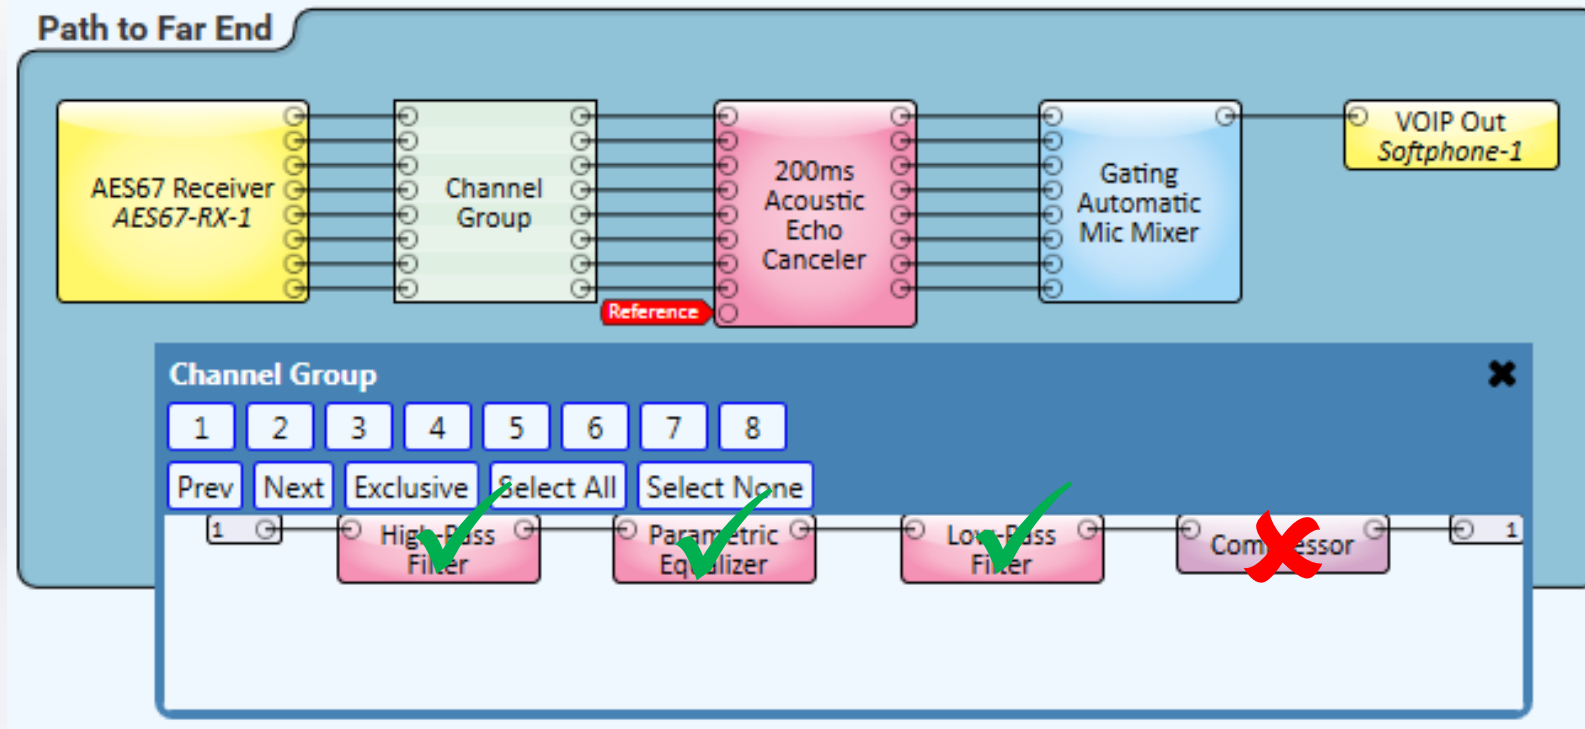 Path to Far End
AES67 Receiver
AES67-RX-1
Channel
Group
200ms
Acoustic
Echo
Canceler
Reference
Gating
Automatic
Mic Mixer
VOIP Out
Softphone-1
Channel Group
1 2 3 4 5 6 7 8
Prev Next Exclusive Select All Select None
1
High-Pass
Filter
Parametric
Equalizer
Low-Pass
Filter
Compressor
1